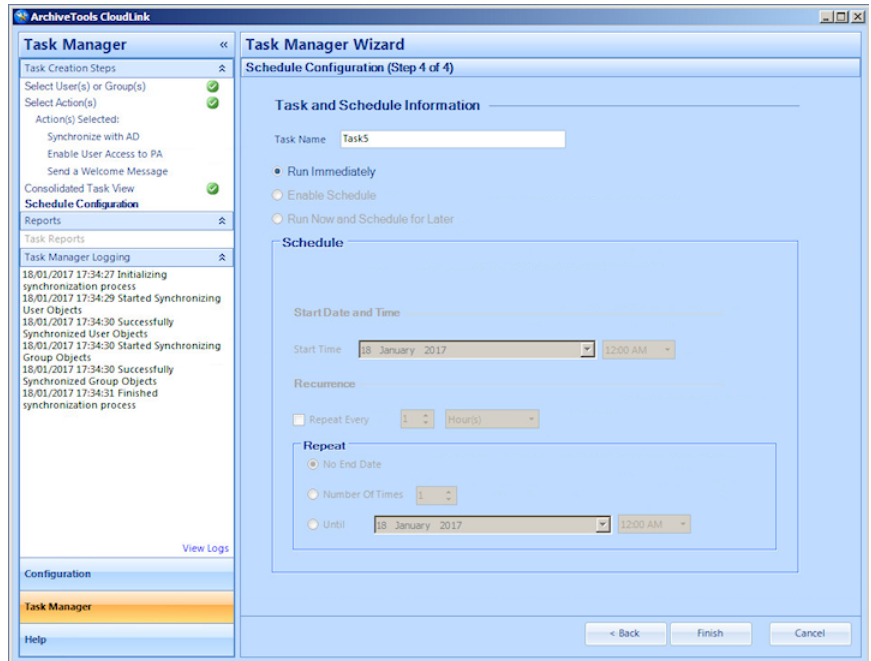 ArchiveTools CloudLink
Task Manager «
Task Creation Steps
Select User(s) or Group(s)
Select Action(s)
Action(s) Selected:
Synchronize with AD
Enable User Access to PA
Send a Welcome Message
Consolidated Task View
Schedule Configuration
Reports
Task Reports
Task Manager Logging
18/01/2017 17:34:27 Initializing
synchronization process
18/01/2017 17:34:29 Started Synchronizing
User Objects
18/01/2017 17:34:30 Successfully
Synchronized User Objects
18/01/2017 17:34:30 Started Synchronizing
Group Objects
18/01/2017 17:34:30 Successfully
Synchronized Group Objects
18/01/2017 17:34:31 Finished
synchronization process
View Logs
Configuration
Task Manager
Help
Task Manager Wizard
Schedule Configuration (Step 4 of 4)
Task and Schedule Information
Task Name Task5
Run Immediately
Enable Schedule
Run Now and Schedule for Later
Schedule
Start Date and Time
Start Time 18 January 2017 12:00 AM
Recurrence
Repeat Every 1 Hour(s)
Repeat
No End Date
Number Of Times 1
Until 18 January 2017 12:00 AM
< Back Finish Cancel